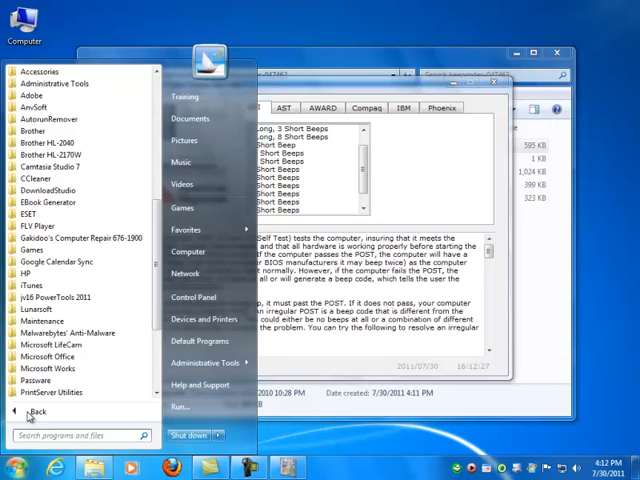 Computer
Accessories
Administrative Tools
Adobe
AnvSoft
AutorunRemover
Brother
Brother HL-2040
Brother HL-2170W
Camtasia Studio 7
CCleaner
DownloadStudio
EBook Generator
ESET
FLV Player
Gakidoo's Computer Repair 676-1900
Games
Google Calendar Sync
HP
iTunes
jv16 PowerTools 2011
Lunarsoft
Maintenance
Malwarebytes' Anti-Malware
Microsoft LifeCam
Microsoft Office
Microsoft Works
Password
PrintServer Utilities
Back
Search programs and files
Training
Documents
Pictures
Music
Videos
Games
Favorites
Computer
Network
Control Panel
Devices and Printers
Default Programs
Administrative Tools
Help and Support
Run...
Shut down
AST AWARD Compaq IBM Phoenix
Long, 3 Short Beeps
Long, 8 Short Beeps
Short Beep
Short Beeps
Short Beeps
Short Beeps
Short Beeps
Short Beeps
Short Beeps
Short Beeps
Short Beeps
Self Test) tests the computer, insuring that it meets the
and that all hardware is working properly before starting the
If the computer passes the POST, the computer will have a
BIOS manufacturers it may beep twice) as the computer
normally. However, if the computer fails the POST,
all or will generate a beep code, which tells the user the
it must pass the POST. If it does not pass, your computer
POST. An irregular POST is a beep code that is different from the
could either be no beeps at all or a combination of different
the problem. You can try the following to resolve an irregular
2011/07/30 16:12:27
595 KB
1 KB
1,024 KB
399 KB
323 KB
10:28 PM Date created: 7/30/2011 4:11 PM
4:12 PM
7/30/2011